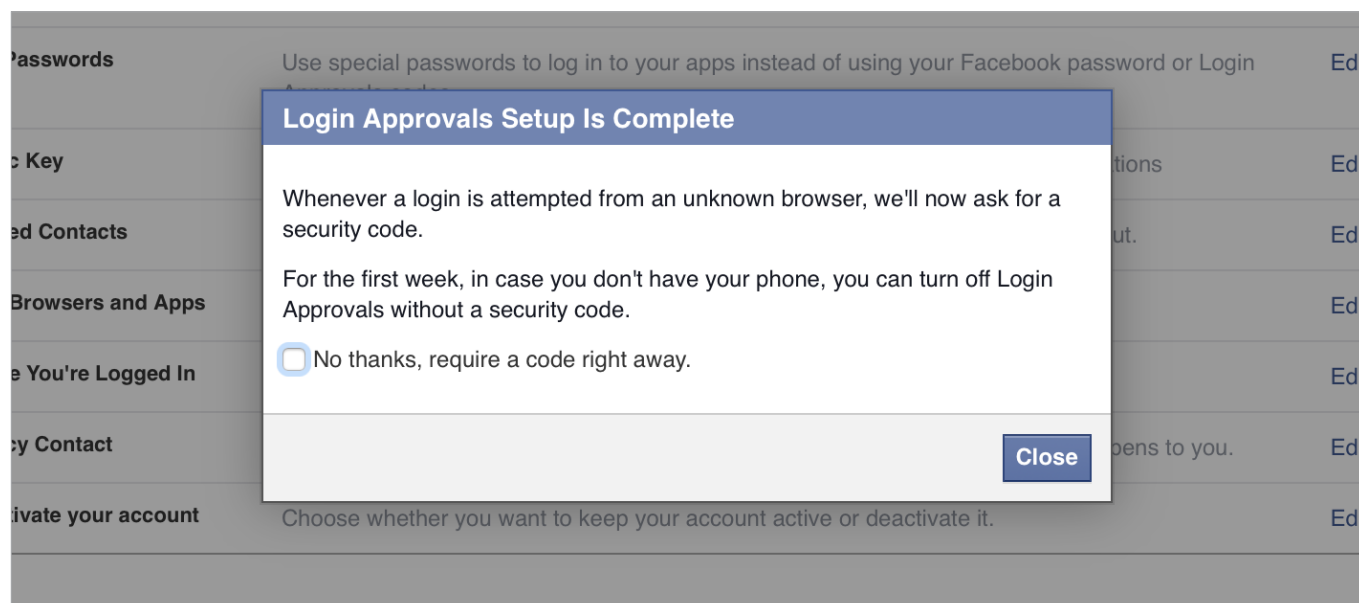 Passwords
Use special passwords to log in to your apps instead of using your Facebook password or Login
Ed
Login Approvals Setup Is Complete
c Key
tions
Ed
Whenever a login is attempted from an unknown browser, we'll now ask for a
security code.
ed Contacts
ut.
Ed
For the first week, in case you don't have your phone, you can turn off Login
Approvals without a security code.
Browsers and Apps
Ed
No thanks, require a code right away.
e You're Logged In
Ed
cy Contact
pens to you.
Ed
Close
ivate your account
Choose whether you want to keep your account active or deactivate it.
Ed